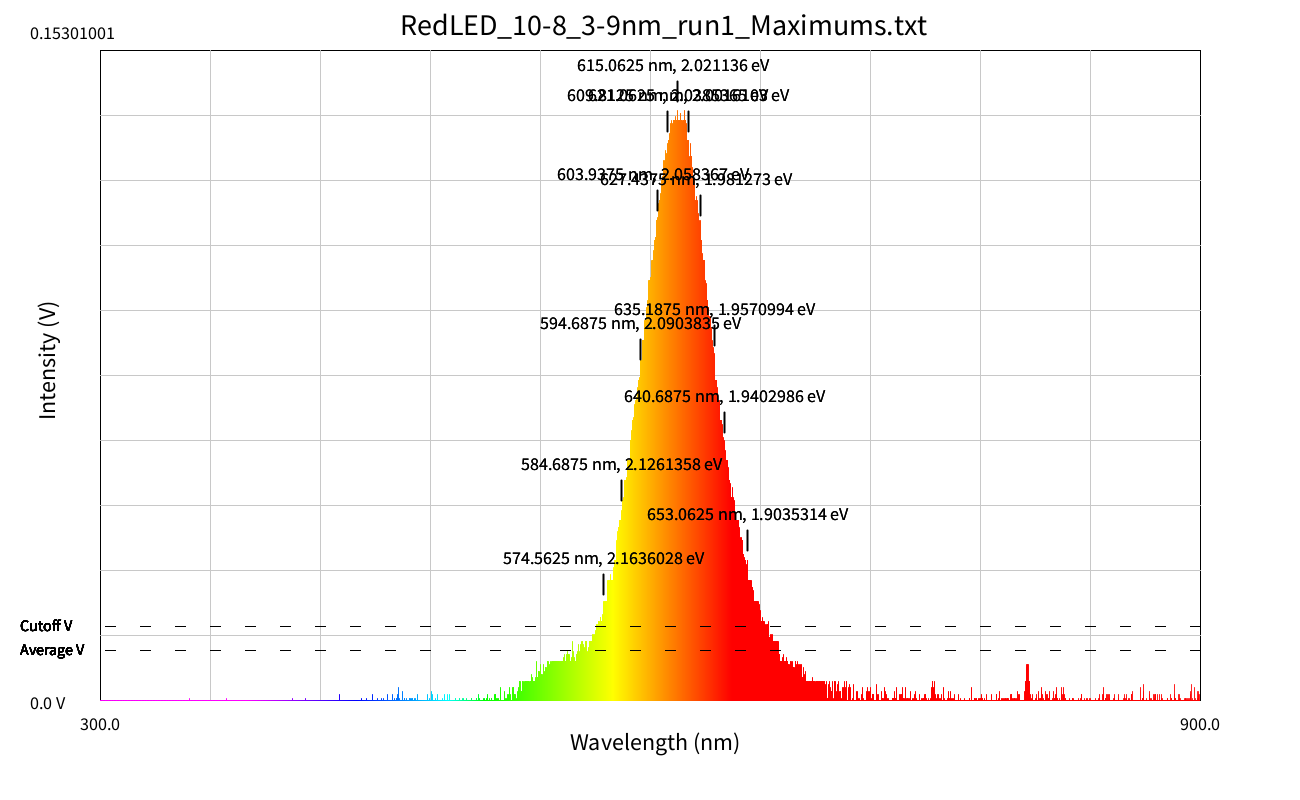 RedLED_10-8_3-9nm_run1_Maximums.txt
0.15301001
615.0625 nm, 2.021136 eV
603.9375 nm, 2.058367 eV
627.4375 nm, 1.981273 eV
635.1875 nm, 1.9570994 eV
594.6875 nm, 2.0903835 eV
640.6875 nm, 1.9402986 eV
584.6875 nm, 2.1261358 eV
653.0625 nm, 1.9035314 eV
574.5625 nm, 2.1636028 eV
Intensity (V)
Cutoff V
Average V
0.0 V
300.0
900.0
Wavelength (nm)